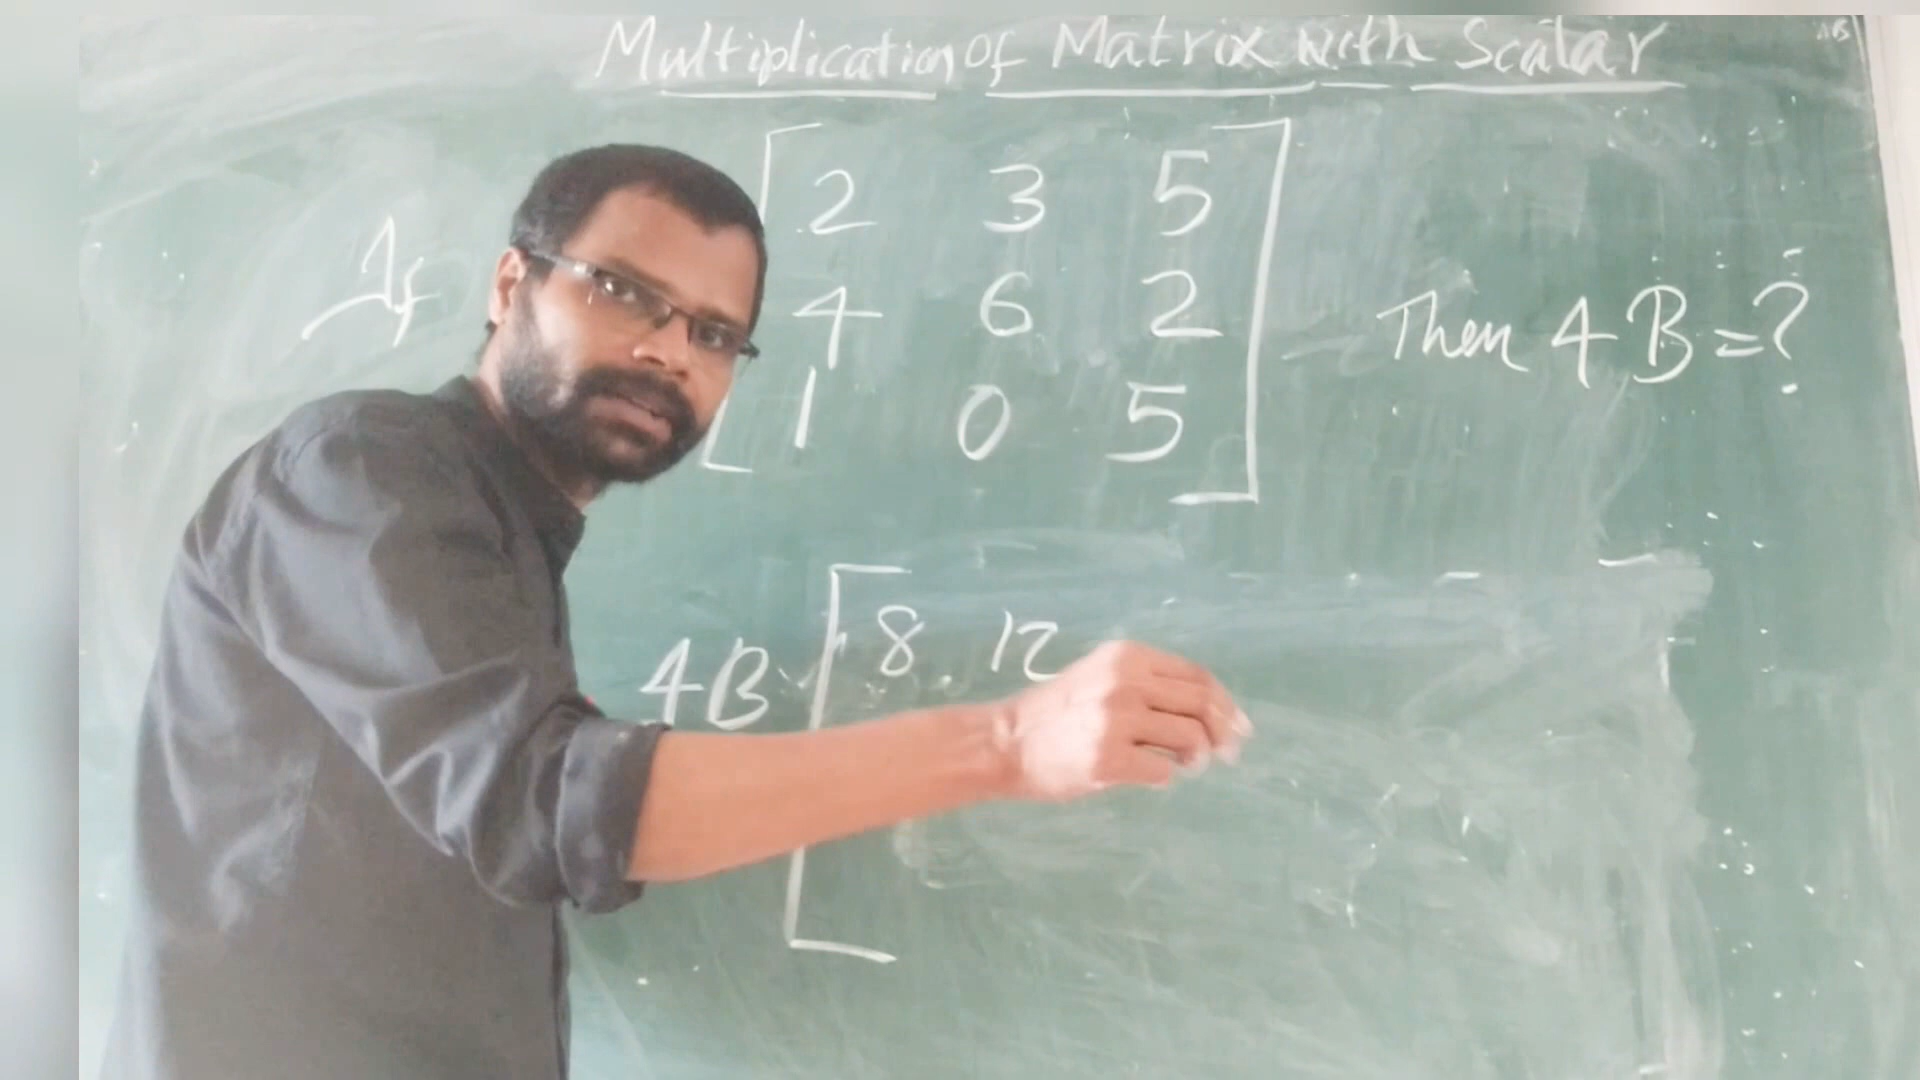 Multiplication of Matrix with Scalar
If
2 3 5
4 6 2
1 0 5
Then 4B=?
4B
8 12